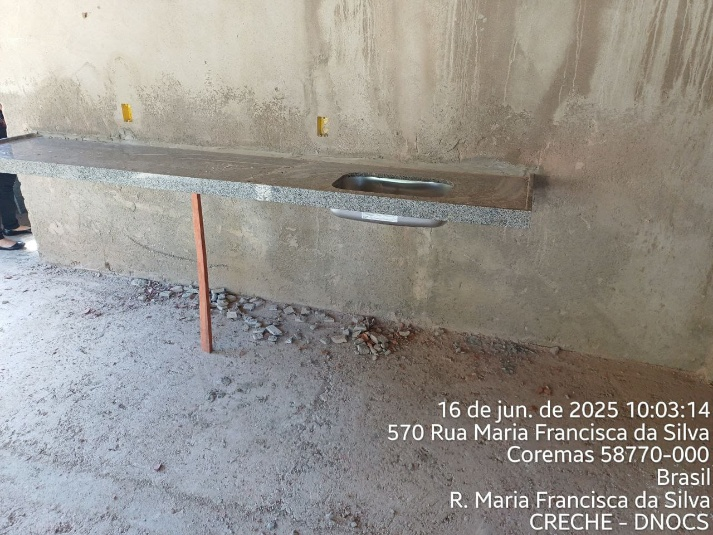 16 de jun. de 2025 10:03:14
570 Rua Maria Francisca da Silva
Coremas 58770-000
Brasil
R. Maria Francisca da Silva
CRECHE - DNOCS